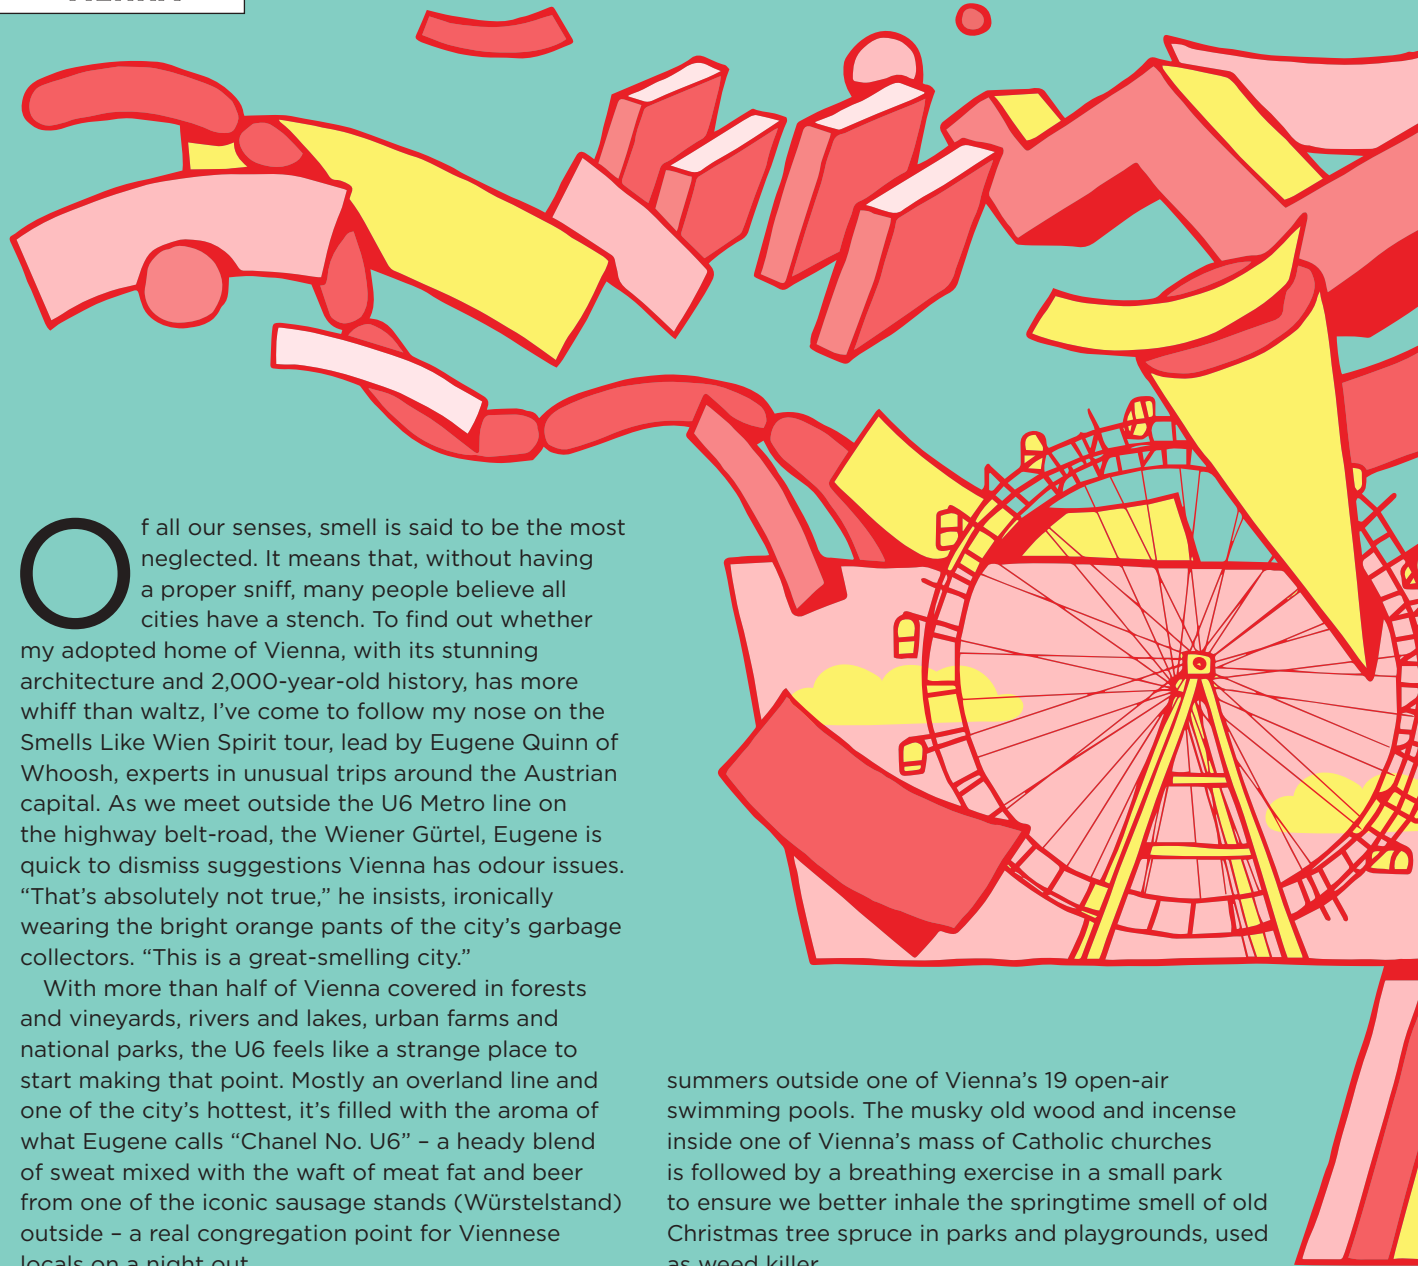 Of all our senses, smell is said to be the most
neglected. It means that, without having
a proper sniff, many people believe all
cities have a stench. To find out whether
my adopted home of Vienna, with its stunning
architecture and 2,000-year-old history, has more
whiff than waltz, I’ve come to follow my nose on the
Smells Like Wien Spirit tour, lead by Eugene Quinn of
Whoosh, experts in unusual trips around the Austrian
capital. As we meet outside the U6 Metro line on
the highway belt-road, the Wiener Gürtel, Eugene is
quick to dismiss suggestions Vienna has odour issues.
“That’s absolutely not true,” he insists, ironically
wearing the bright orange pants of the city’s garbage
collectors. “This is a great-smelling city.”
With more than half of Vienna covered in forests
and vineyards, rivers and lakes, urban farms and
national parks, the U6 feels like a strange place to
start making that point. Mostly an overland line and
one of the city’s hottest, it’s filled with the aroma of
what Eugene calls “Chanel No. U6” – a heady blend
of sweat mixed with the waft of meat fat and beer
from one of the iconic sausage stands (Würstelstand)
outside – a real congregation point for Viennese
locals on a night out.
summers outside one of Vienna’s 19 open-air
swimming pools. The musky old wood and incense
inside one of Vienna’s mass of Catholic churches
is followed by a breathing exercise in a small park
to ensure we better inhale the springtime smell of old
Christmas tree spruce in parks and playgrounds, used
as weed killer.